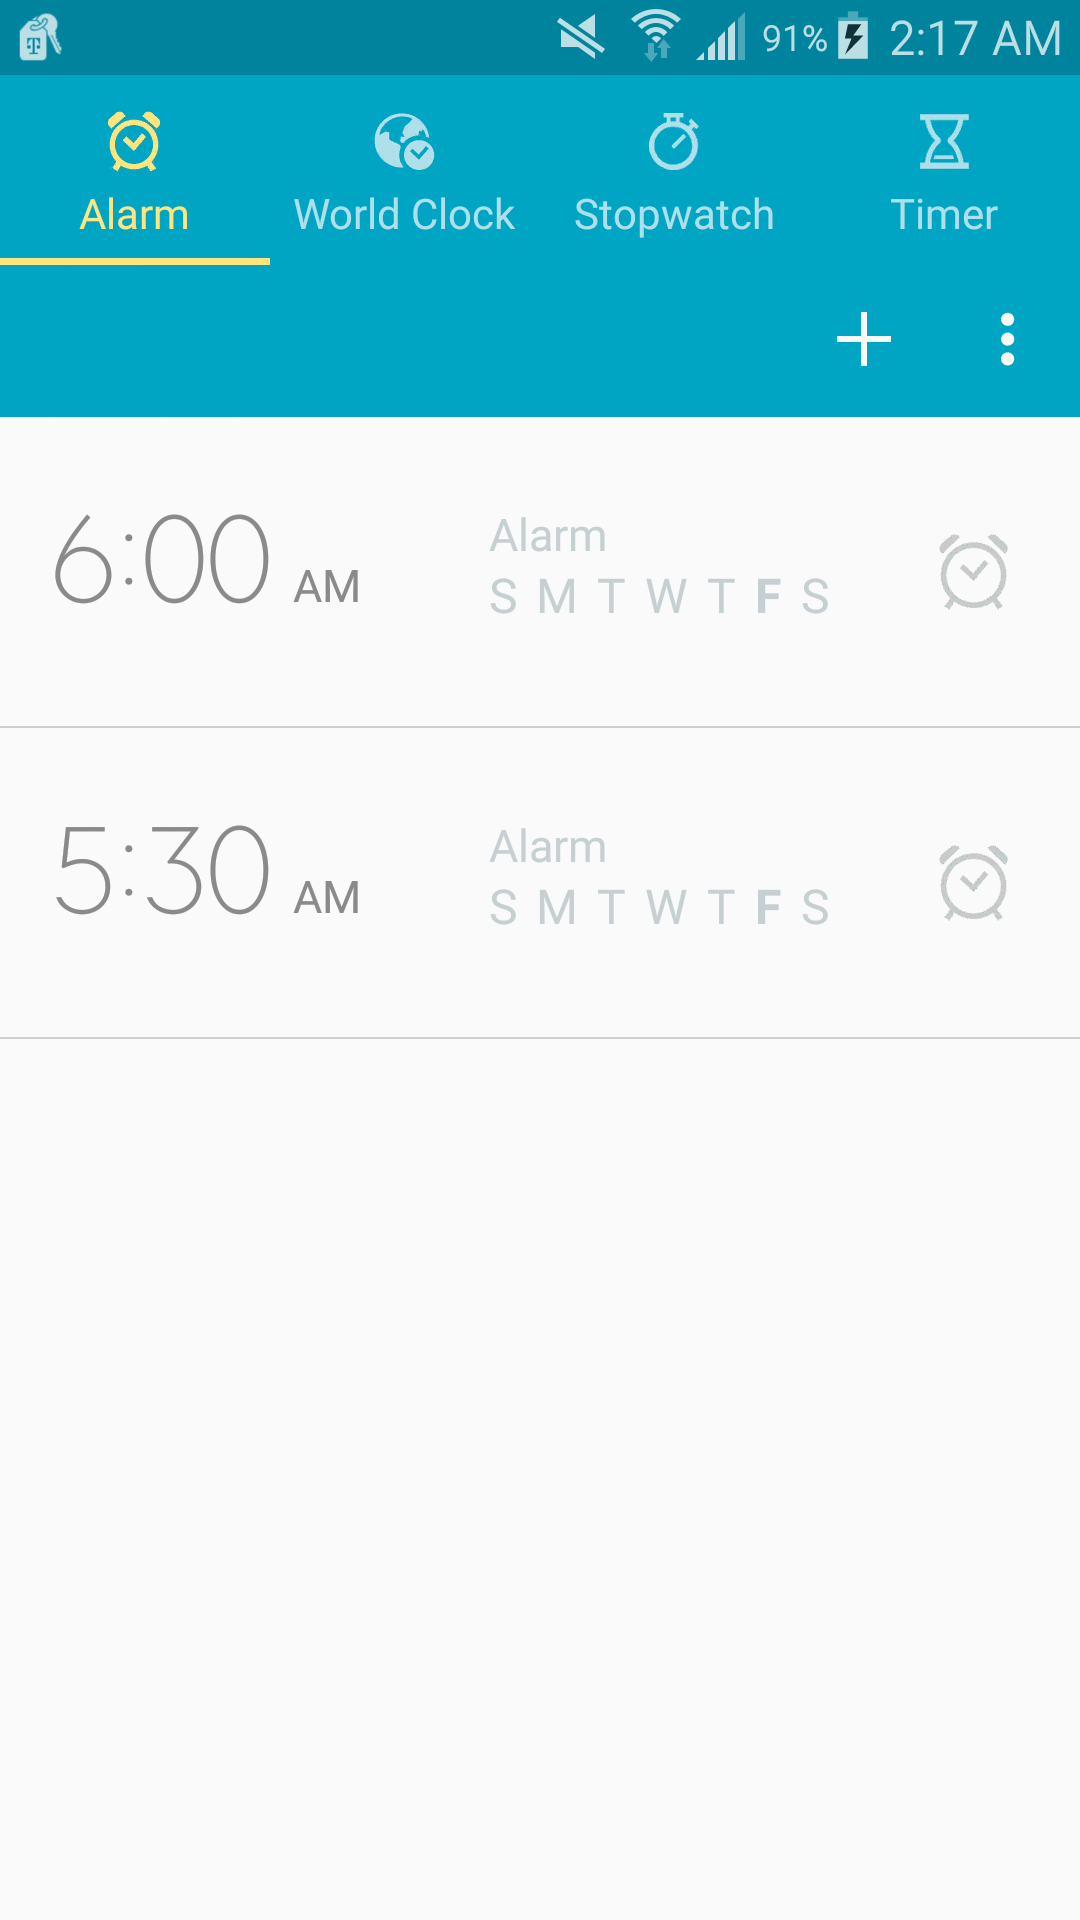 91% 2:17 AM
Alarm World Clock Stopwatch Timer
6:00 AM
Alarm
S M T W T F S
5:30 AM
Alarm
S M T W T F S